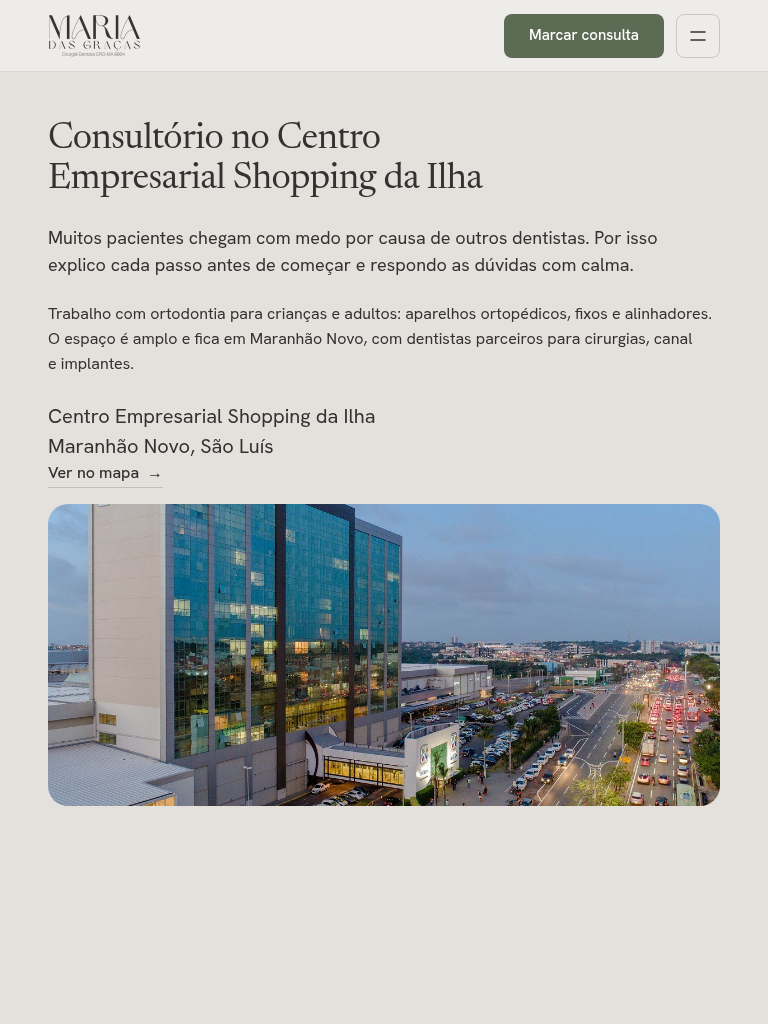 MARIA
DAS GRAÇAS
Marcar consulta
Consultório no Centro
Empresarial Shopping da Ilha
Muitos pacientes chegam com medo por causa de outros dentistas. Por isso
explico cada passo antes de começar e respondo as dúvidas com calma.
Trabalho com ortodontia para crianças e adultos: aparelhos ortopédicos, fixos e alinhadores.
O espaço é amplo e fica em Maranhão Novo, com dentistas parceiros para cirurgias, canal
e implantes.
Centro Empresarial Shopping da Ilha
Maranhão Novo, São Luís
Ver no mapa →